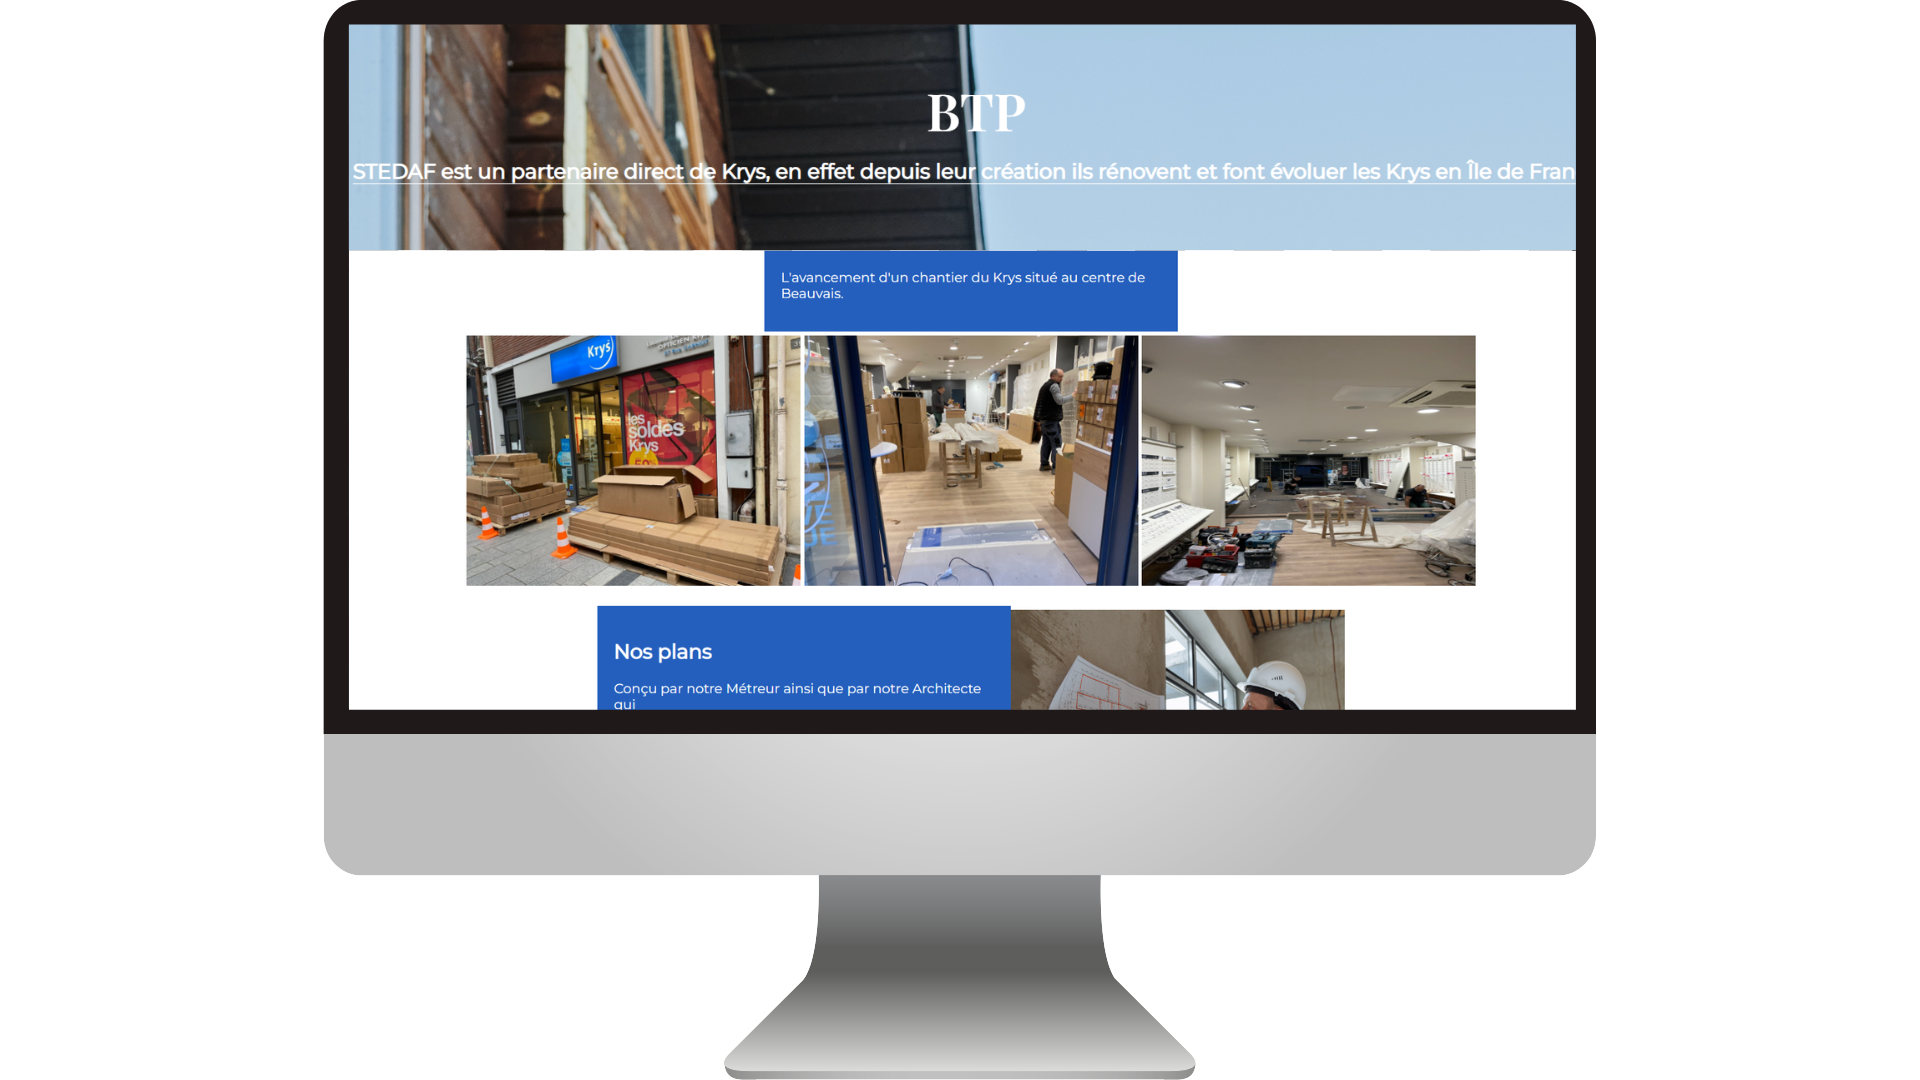 BTP
STEDAF est un partenaire direct de Krys, en effet depuis leur création ils rénovent et font évoluer les Krys en Île de Fran
L'avancement d'un chantier du Krys situé au centre de
Beauvais.
Krys
les
soldes
Krys
50%
Nos plans
Conçu par notre Métreur ainsi que par notre Architecte
qui